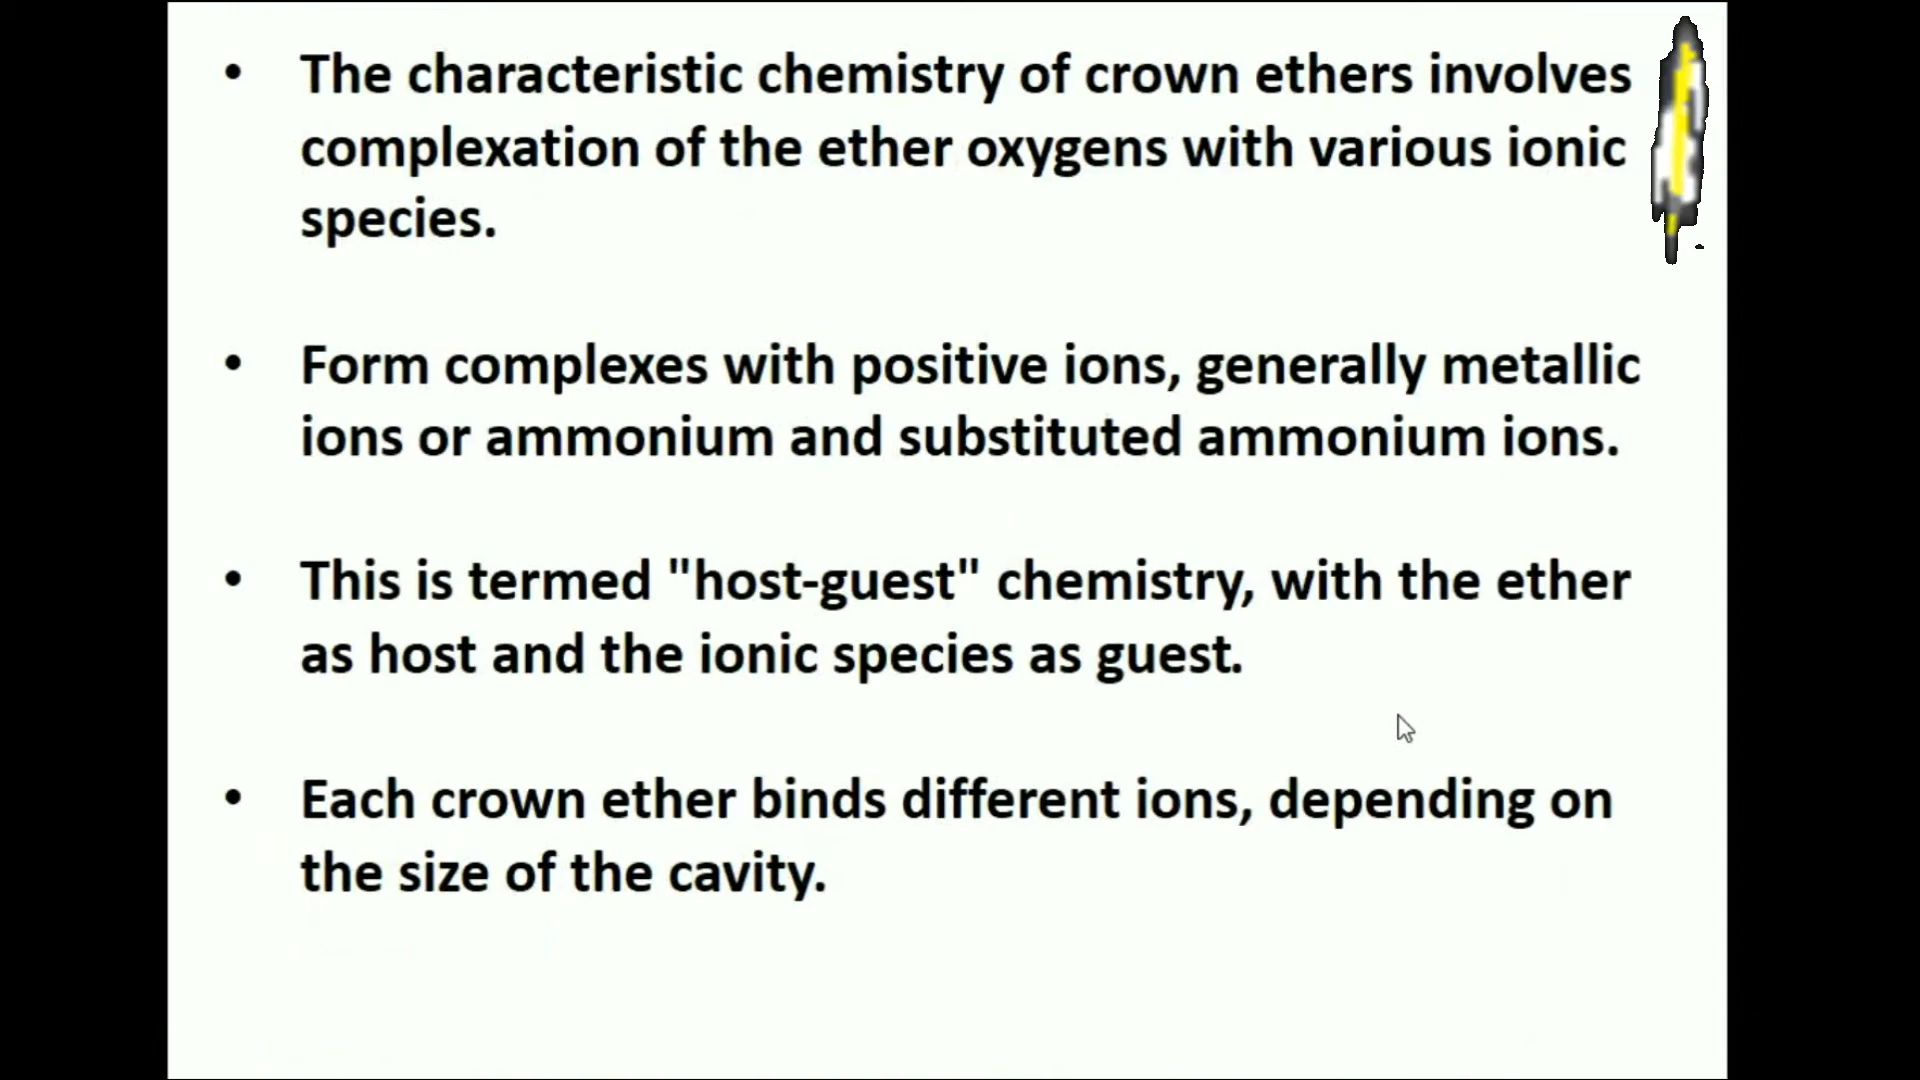 • The characteristic chemistry of crown ethers involves
complexation of the ether oxygens with various ionic
species.
• Form complexes with positive ions, generally metallic
ions or ammonium and substituted ammonium ions.
• This is termed "host-guest" chemistry, with the ether
as host and the ionic species as guest.
• Each crown ether binds different ions, depending on
the size of the cavity.